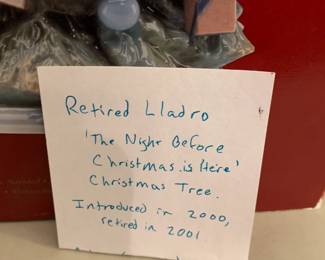 Retired Lladro
'The Night Before
Christmas is Here'
Christmas Tree.
Introduced in 2000,
retired in 2001